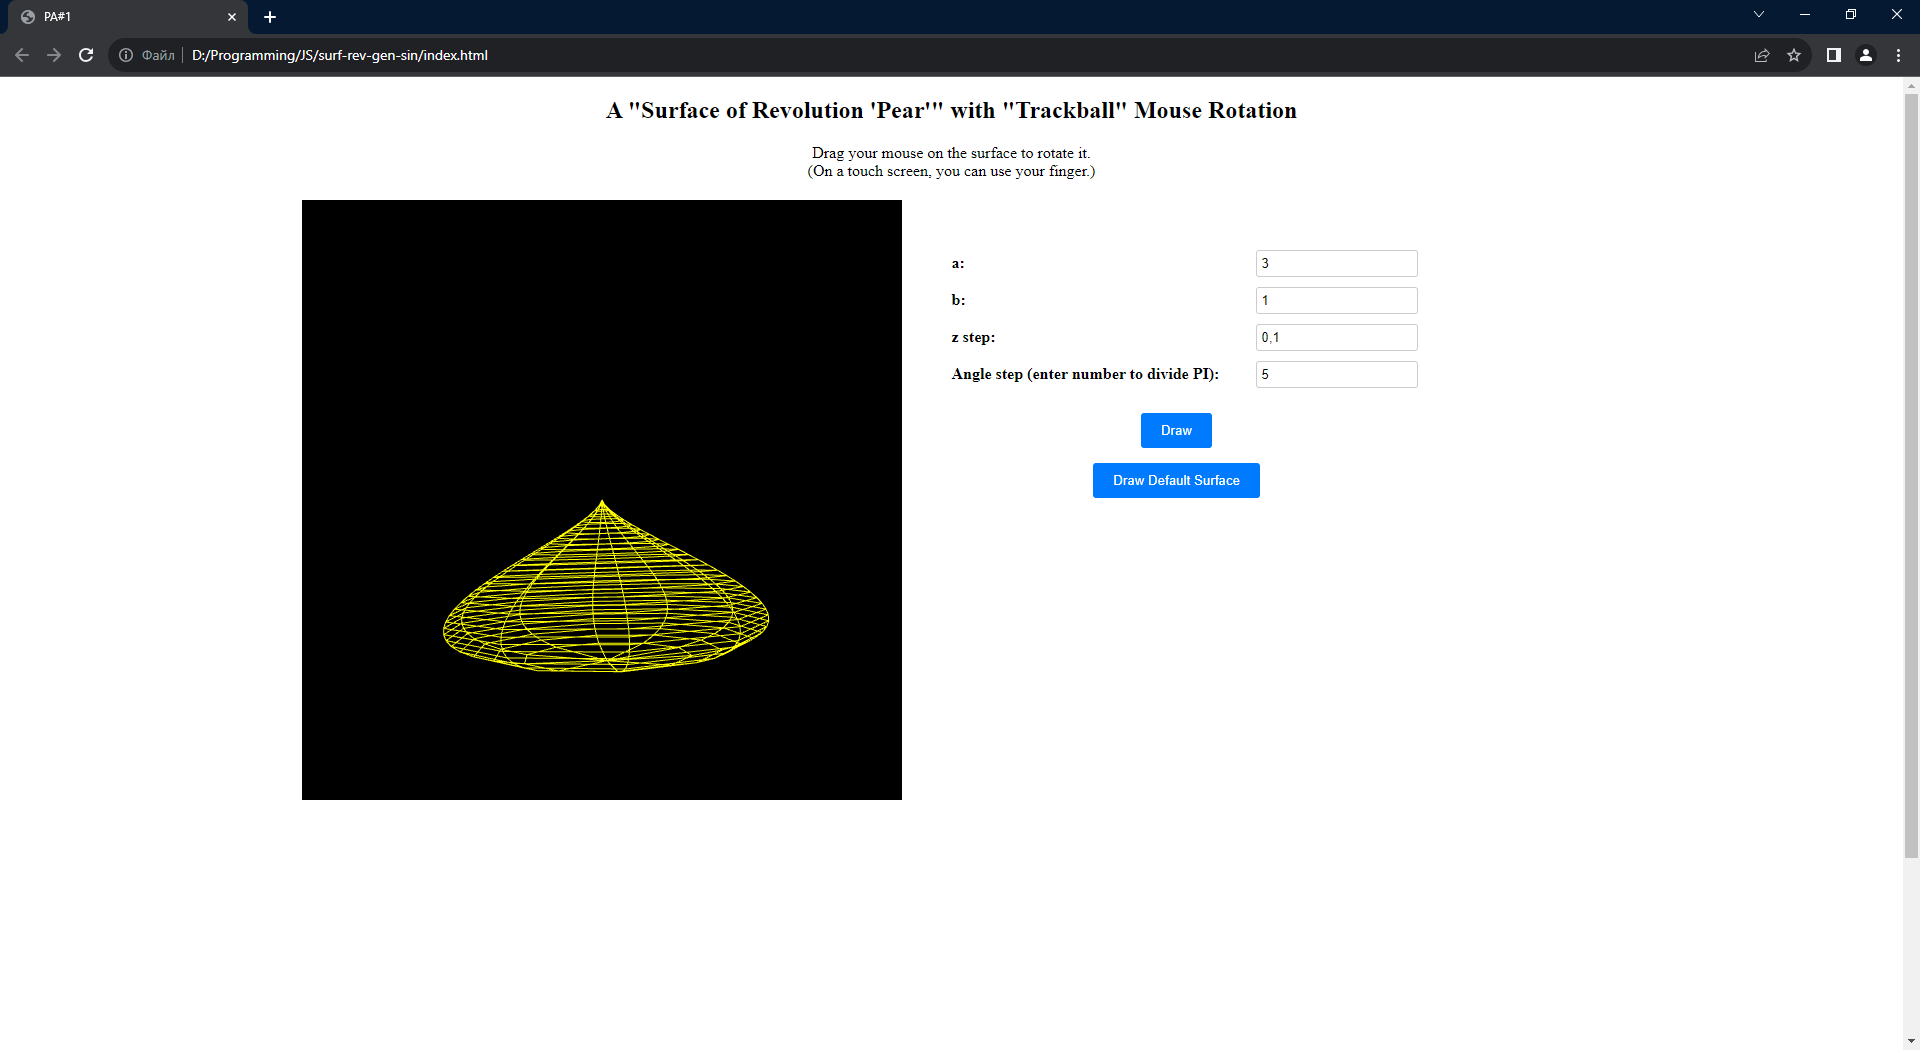 PA#1
Файл
D:/Programming/JS/surf-rev-gen-sin/index.html
A "Surface of Revolution 'Pear'" with "Trackball" Mouse Rotation
Drag your mouse on the surface to rotate it.
(On a touch screen, you can use your finger.)
a: 3
b: 1
z step: 0,1
Angle step (enter number to divide PI): 5
Draw
Draw Default Surface